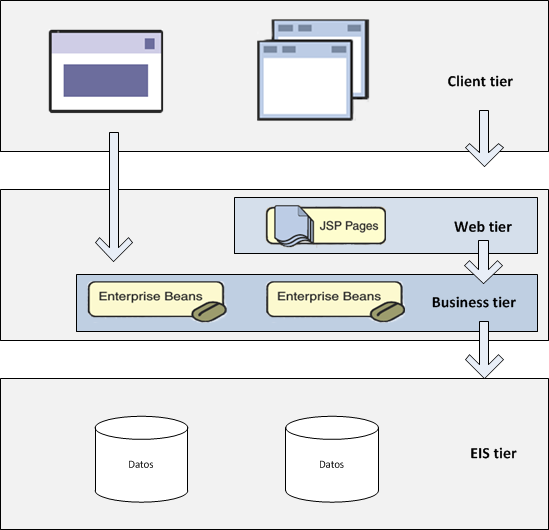 Client tier
JSP Pages
Web tier
Enterprise Beans
Enterprise Beans
Business tier
Datos
Datos
EIS tier